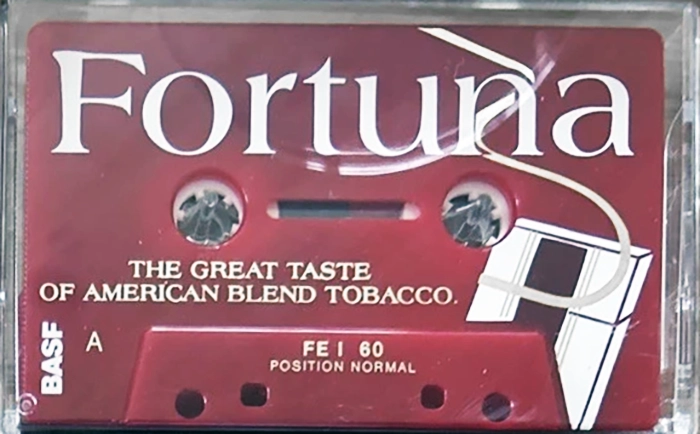 Fortuna
THE GREAT TASTE
OF AMERICAN BLEND TOBACCO.
BASF
A
FE I 60
POSITION NORMAL